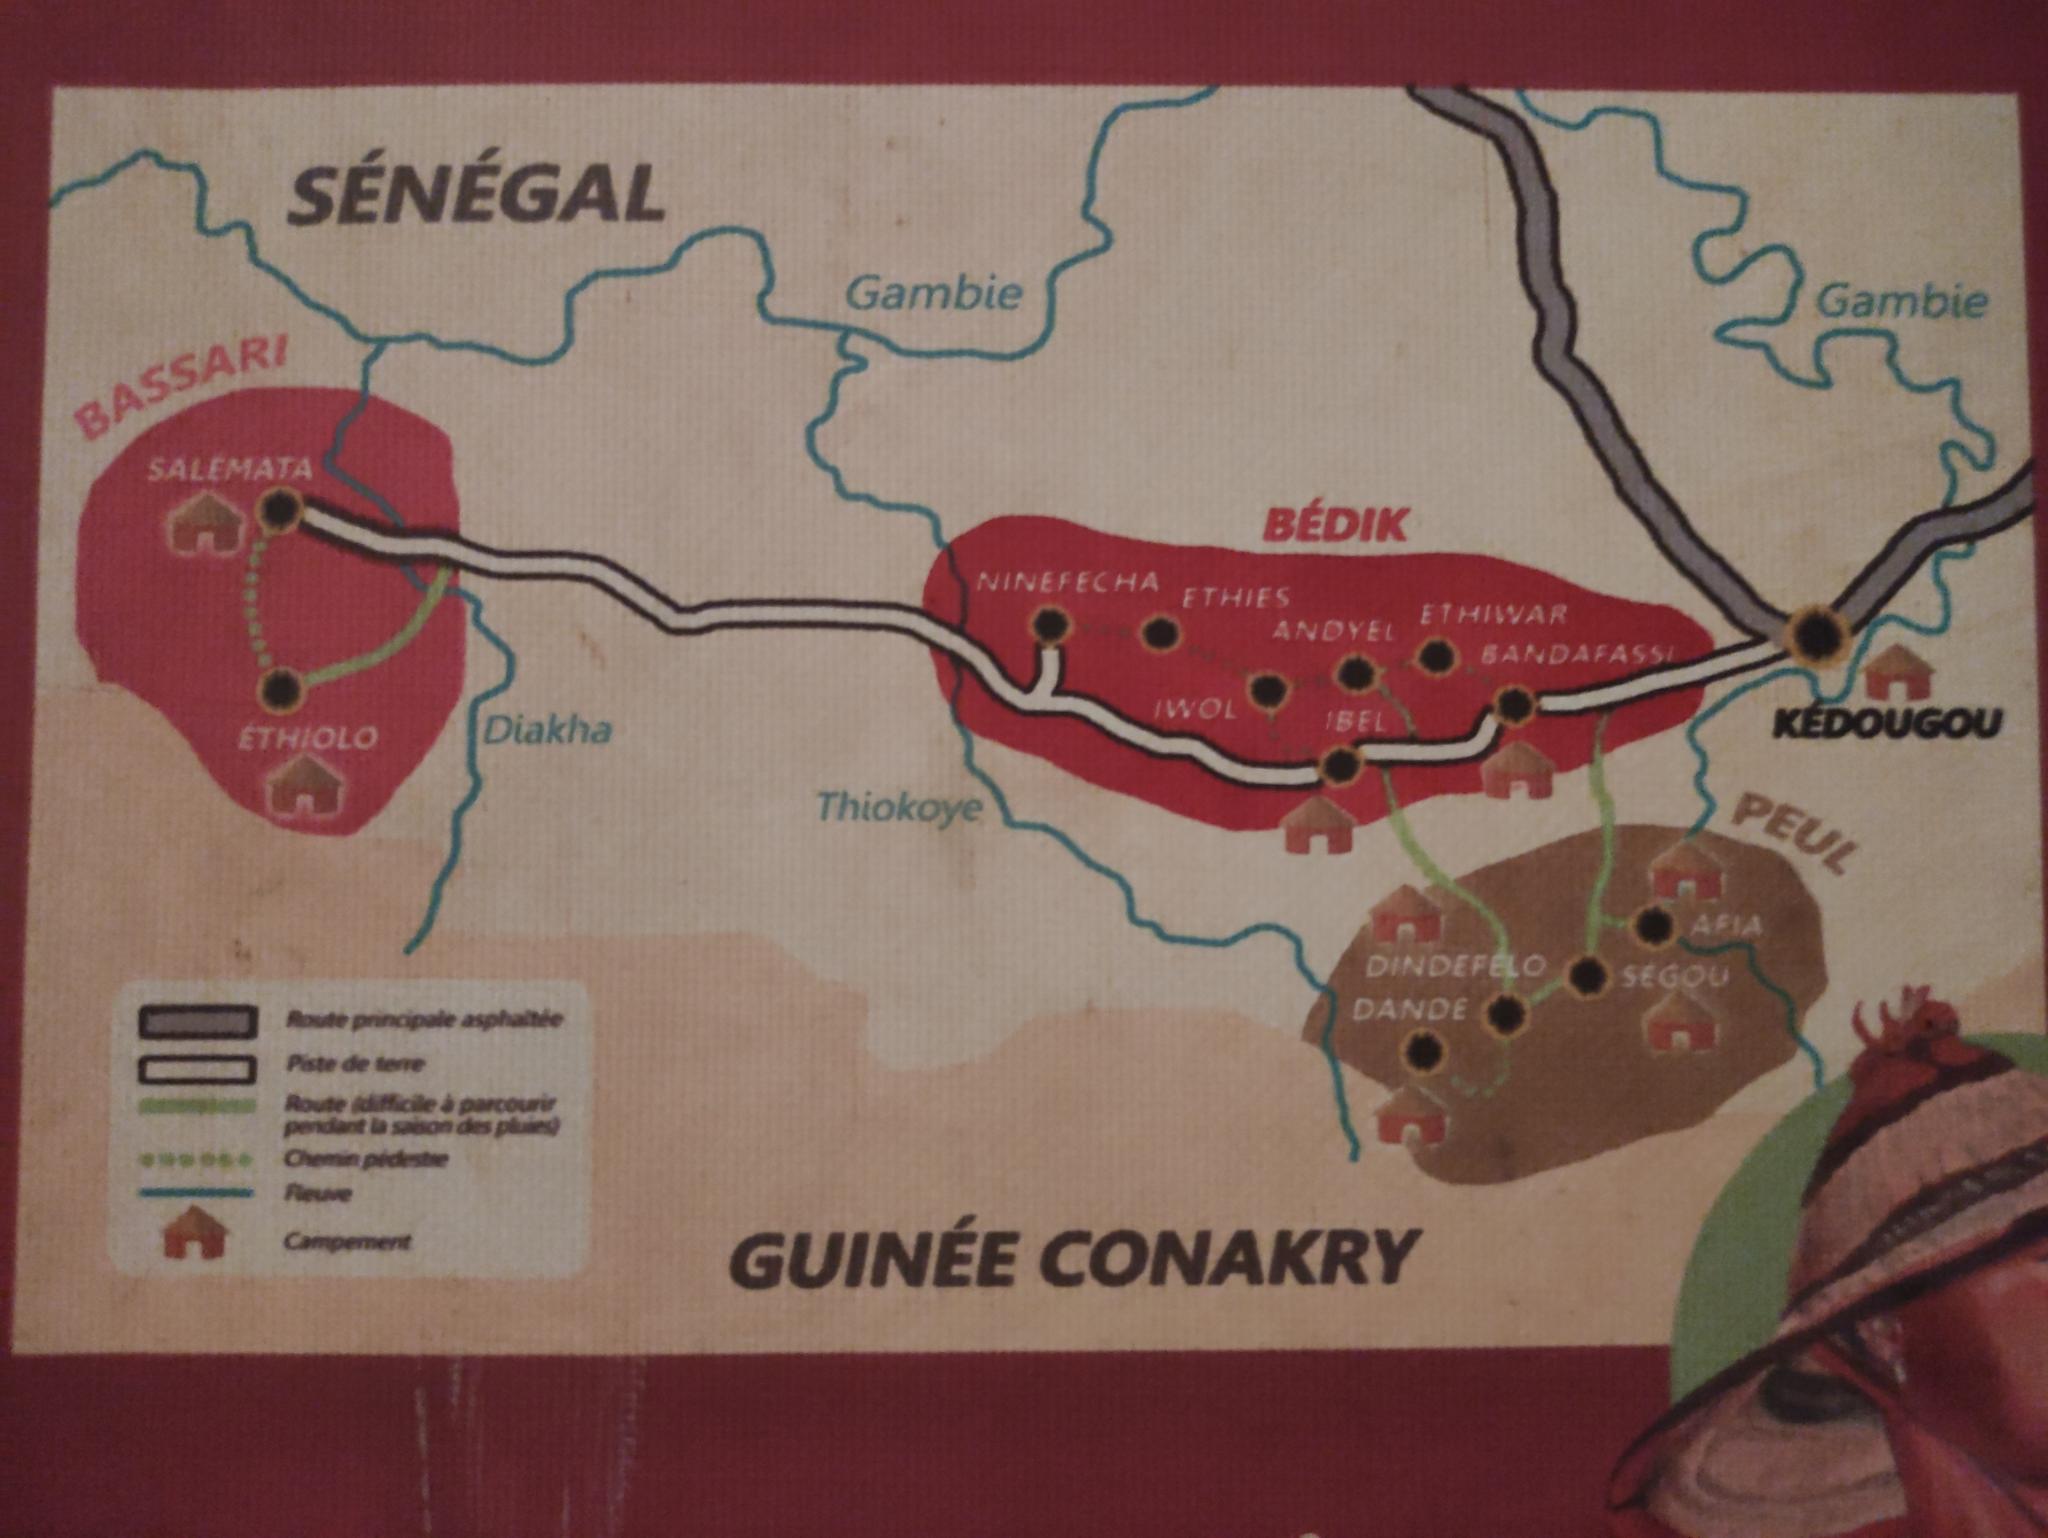 SÉNÉGAL
Gambie
Gambie
BASSARI
SALEMATA
BÉDIK
NINEFECHA
ETHIES
ETHIWAR
ANDYEL
BANDAFASSI
IWOL
IBEL
ÉTHIOLO
Diakha
KÉDOUGOU
Thiokoye
PEUL
AFIA
DINDEFELO
SÉGOU
DANDE
Route principale asphaltée
Piste de terre
Route (difficile à parcourir
pendant la saison des pluies)
Chemin pédestre
Fleuve
Campement
GUINÉE CONAKRY